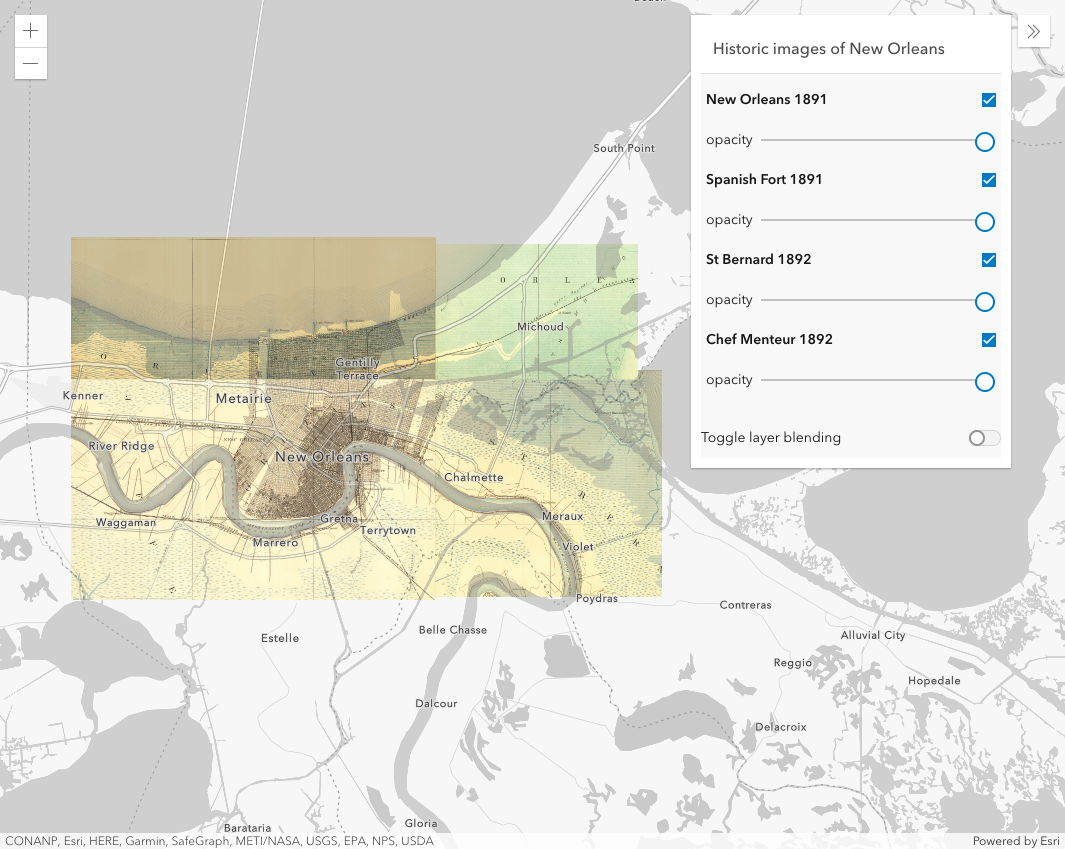 Historic images of New Orleans
New Orleans 1891
opacity
Spanish Fort 1891
opacity
St Bernard 1892
opacity
Chef Menteur 1892
opacity
Toggle layer blending
South Point
O R L E A
Michoud
Gentilly
Terrace
Kenner
Metairie
River Ridge
New Orleans
Chalmette
Waggaman
Gretna
Meraux
Terrytown
Marrero
Violet
Poydras
Contreras
Estelle
Belle Chasse
Alluvial City
Reggio
Hopedale
Dalcour
Delacroix
Gloria
Barataria
CONANP, Esri, HERE, Garmin, SafeGraph, METI/NASA, USGS, EPA, NPS, USDA
Powered by Esri